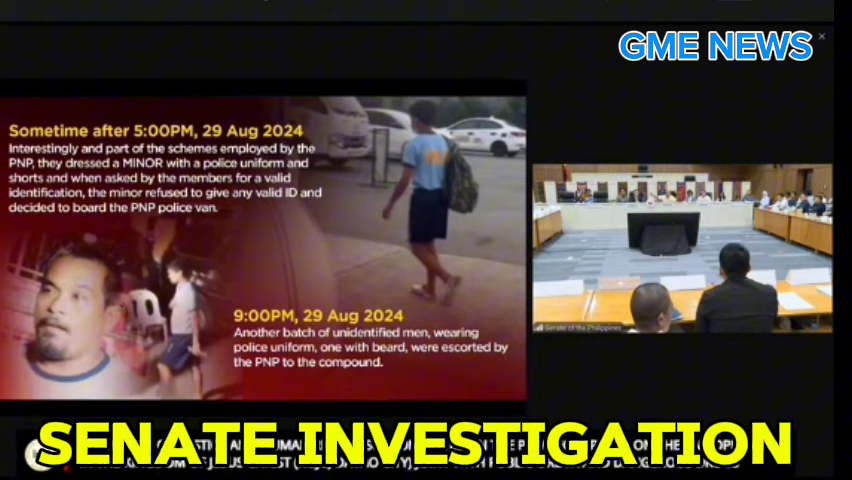 GME NEWS
Sometime after 5:00PM, 29 Aug 2024
Interestingly and part of the schemes employed by the
PNP, they dressed a MINOR with a police uniform and
shorts and when asked by the members for a valid
identification, the minor refused to give any valid ID and
decided to board the PNP police van.
9:00PM, 29 Aug 2024
Another batch of unidentified men, wearing
police uniform, one with beard, were escorted by
the PNP to the compound.
Senate of the Philippines
SENATE INVESTIGATION